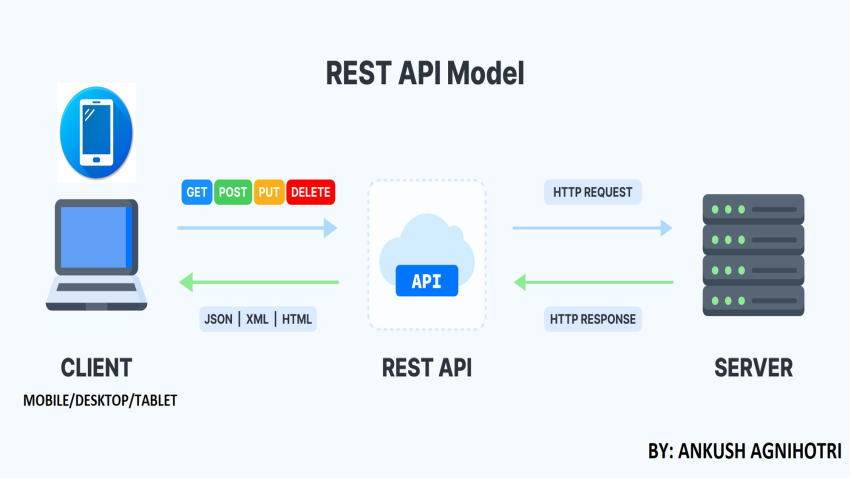 REST API Model
GET POST PUT DELETE
HTTP REQUEST
API
JSON | XML | HTML
HTTP RESPONSE
CLIENT
REST API
SERVER
MOBILE/DESKTOP/TABLET
BY: ANKUSH AGNIHOTRI